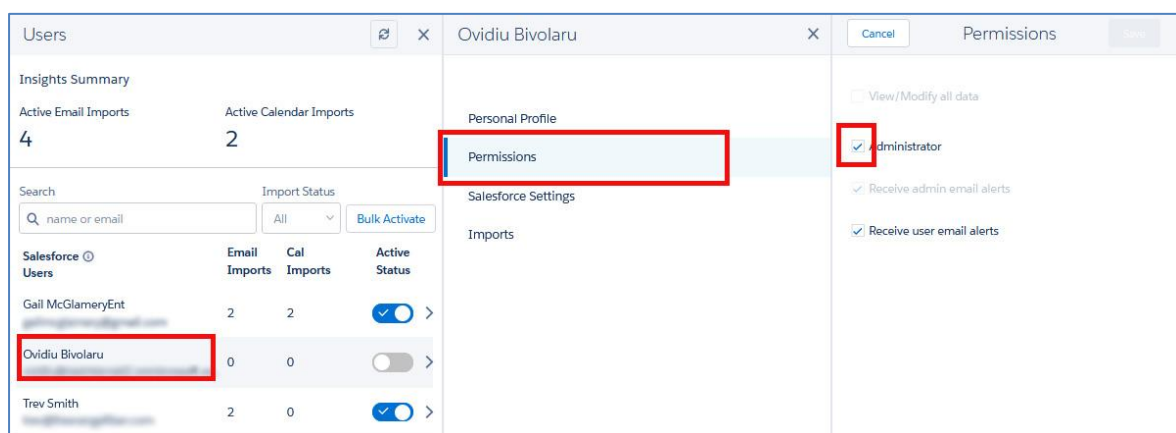 Users
Insights Summary
Active Email Imports
Active Calendar Imports
4
2
Search
Import Status
name or email
All
Bulk Activate
Salesforce Users
Email Imports
Cal Imports
Active Status
Gail McGlameryEnt
2
2
Ovidiu Bivolaru
0
0
Trev Smith
2
0
Ovidiu Bivolaru
Personal Profile
Permissions
Salesforce Settings
Imports
Cancel
Permissions
Save
View/Modify all data
Administrator
Receive admin email alerts
Receive user email alerts